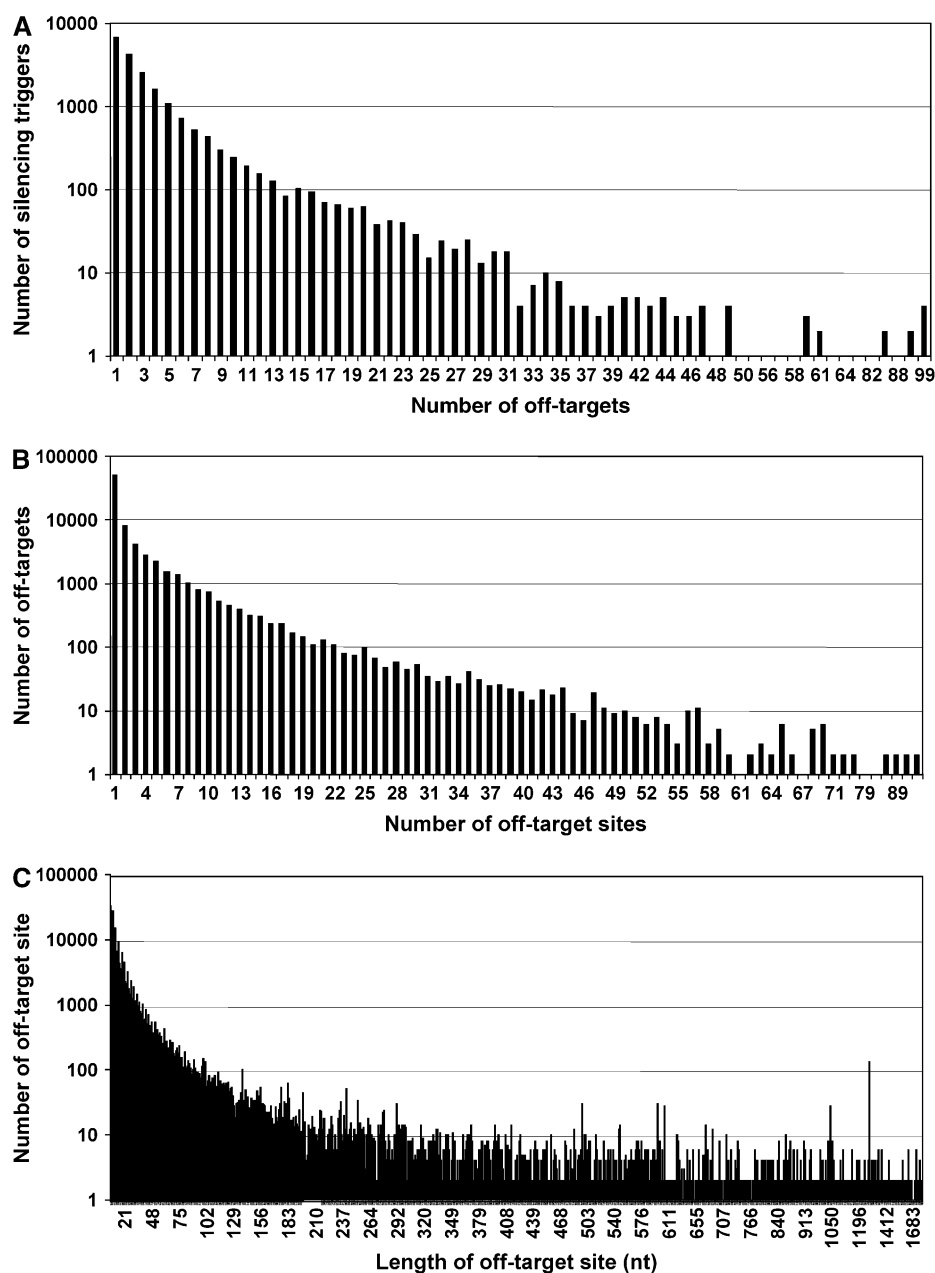 A
Number of silencing triggers
10000
1000
100
10
1
1 3 5 7 9 11 13 15 17 19 21 23 25 27 29 31 33 35 37 39 42 44 46 48 50 56 58 61 64 82 88 99
Number of off-targets
B
Number of off-targets
100000
10000
1000
100
10
1
1 4 7 10 13 16 19 22 25 28 31 34 37 40 43 46 49 52 55 58 61 64 67 71 79 89
Number of off-target sites
C
Number of off-target site
100000
10000
1000
100
10
1
21 48 75 102 129 156 183 210 237 264 292 320 349 379 408 439 468 503 540 576 611 655 707 766 840 913 1050 1196 1412 1683
Length of off-target site (nt)